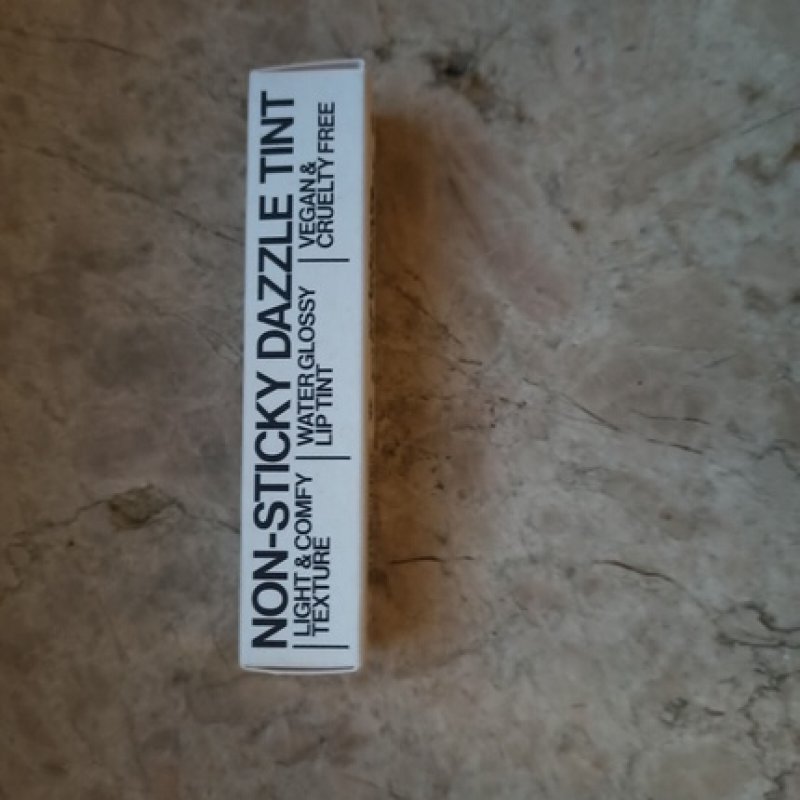 NON-STICKY DAZZLE TINT
LIGHT & COMFY
TEXTURE
WATER GLOSSY
LIP TINT
VEGAN &
CRUELTY FREE